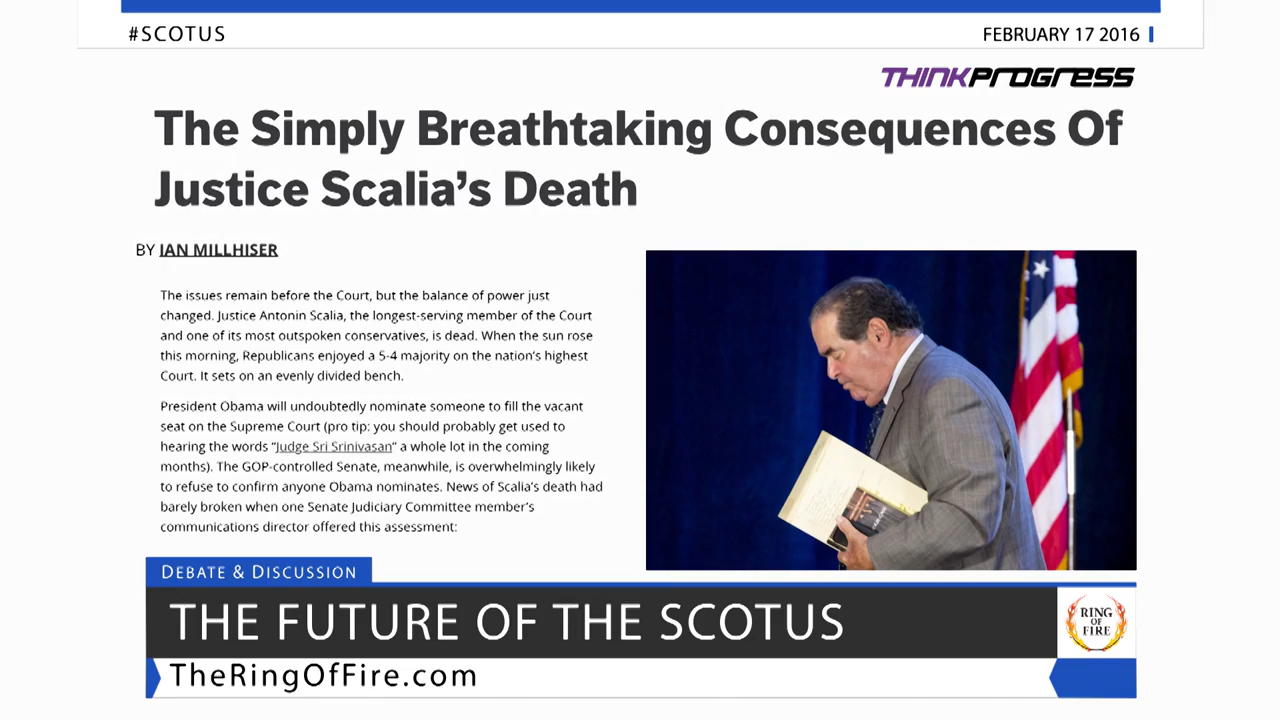 #SCOTUS
FEBRUARY 17 2016
THINKPROGRESS
The Simply Breathtaking Consequences Of
Justice Scalia's Death
BY IAN MILLHISER
The issues remain before the Court, but the balance of power just
changed. Justice Antonin Scalia, the longest-serving member of the Court
and one of its most outspoken conservatives, is dead. When the sun rose
this morning, Republicans enjoyed a 5-4 majority on the nation's highest
Court. It sets on an evenly divided bench.
President Obama will undoubtedly nominate someone to fill the vacant
seat on the Supreme Court (pro tip: you should probably get used to
hearing the words “Judge Sri Srinivasan“ a whole lot in the coming
months). The GOP-controlled Senate, meanwhile, is overwhelmingly likely
to refuse to confirm anyone Obama nominates. News of Scalia's death had
barely broken when one Senate Judiciary Committee member's
communications director offered this assessment:
DEBATE & DISCUSSION
THE FUTURE OF THE SCOTUS
RING
OF
FIRE
TheRingOfFire.com